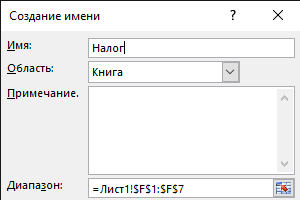 Создание имени ? ×
Имя: Налог
Область: Книга
Примечание.
Диапазон: =Лист1!$F$1:$F$7